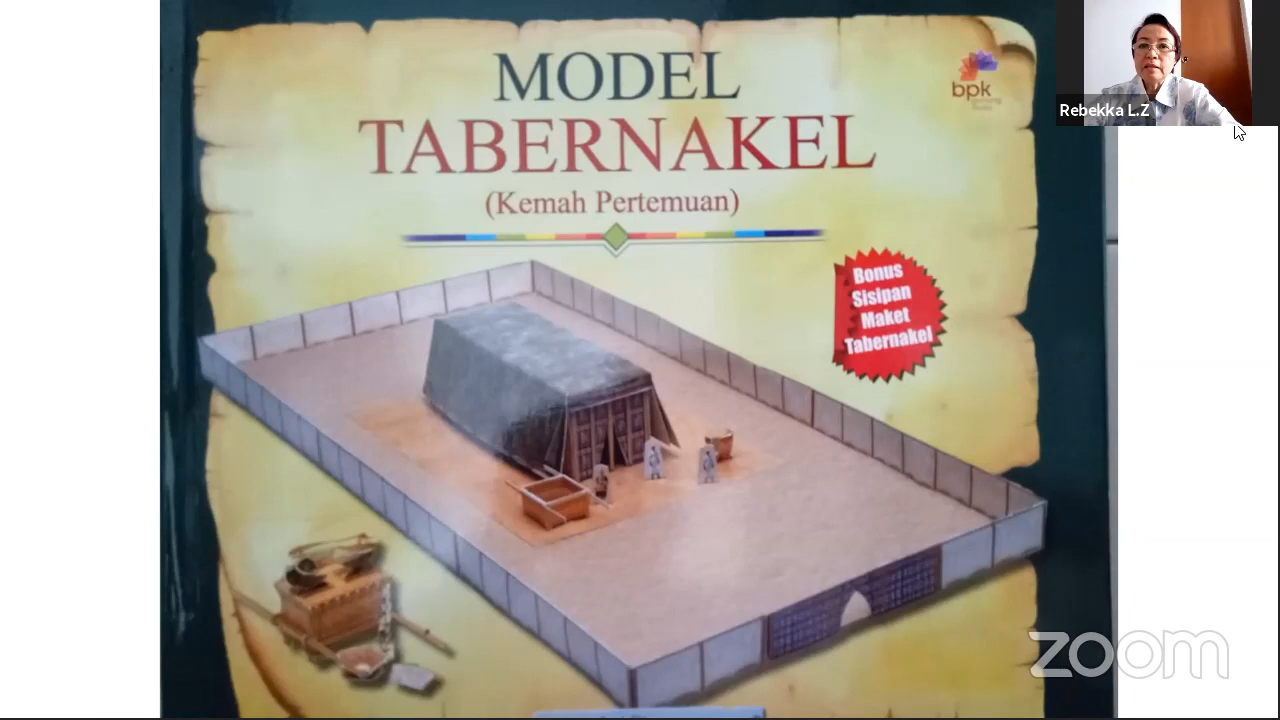 MODEL
TABERNAKEL
(Kemah Pertemuan)
bpk
Bonus
Sisipan
Maket
Tabernakel
Rebekka L.Z
zoom